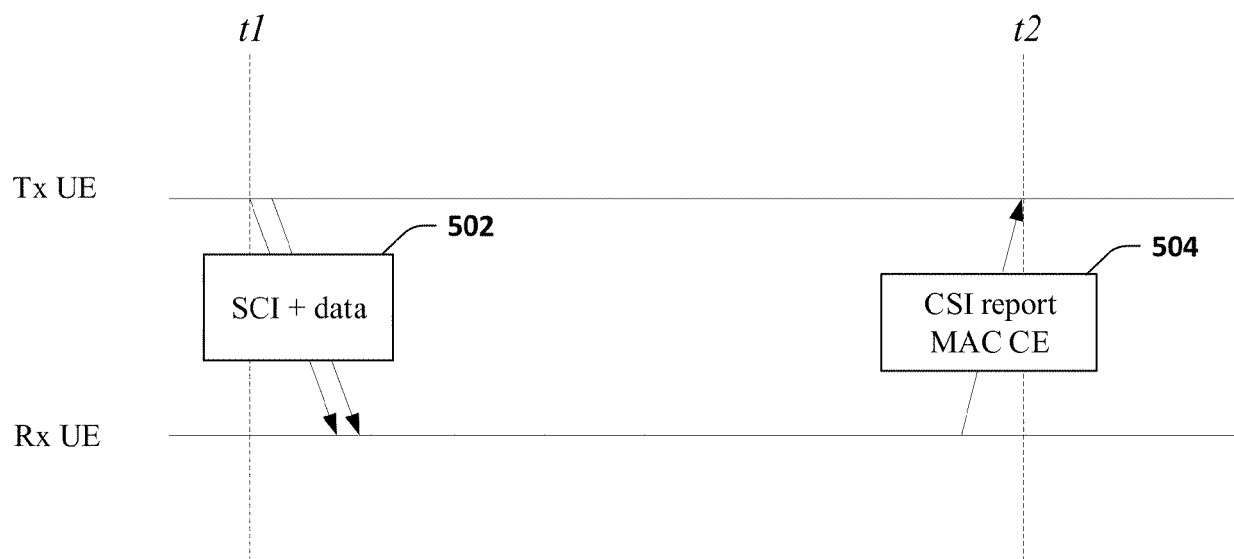 t1
t2
Tx UE
502
504
SCI + data
CSI report
MAC CE
Rx UE